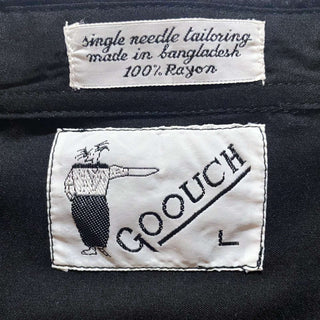 single needle tailoring
made in bangladesh
100% Rayon
GOOUCH
L